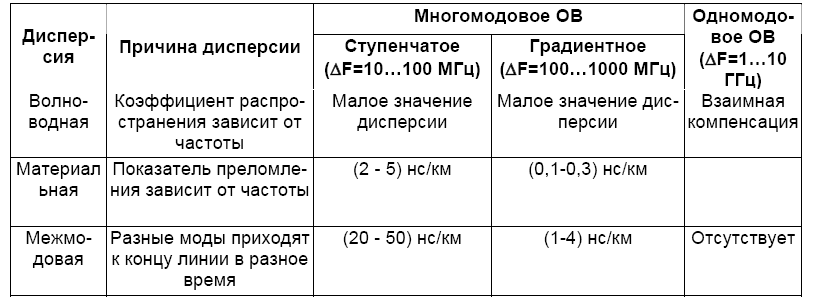 Диспер-
сия
Причина дисперсии
Многомодовое ОВ
Ступенчатое
(∆F=10…100 МГц)
Градиентное
(∆F=100…1000 МГц)
Одномодо-
вое ОВ
(∆F=1…10
ГГц)
Волно-
водная
Коэффициент распро-
странения зависит от
частоты
Малое значение
дисперсии
Малое значение дис-
персии
Взаимная
компенсация
Материал
ьная
Показатель преломле-
ния зависит от частоты
(2 - 5) нс/км
(0,1-0,3) нс/км
Межмо-
довая
Разные моды приходят
к концу линии в разное
время
(20 - 50) нс/км
(1-4) нс/км
Отсутствует